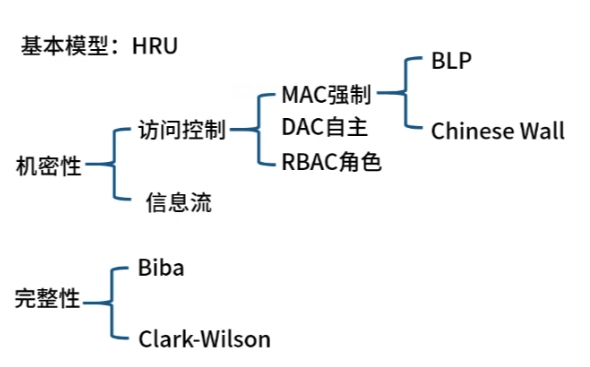 基本模型：HRU
BLP
MAC强制
访问控制
DAC自主
Chinese Wall
机密性
RBAC角色
信息流
Biba
完整性
Clark-Wilson